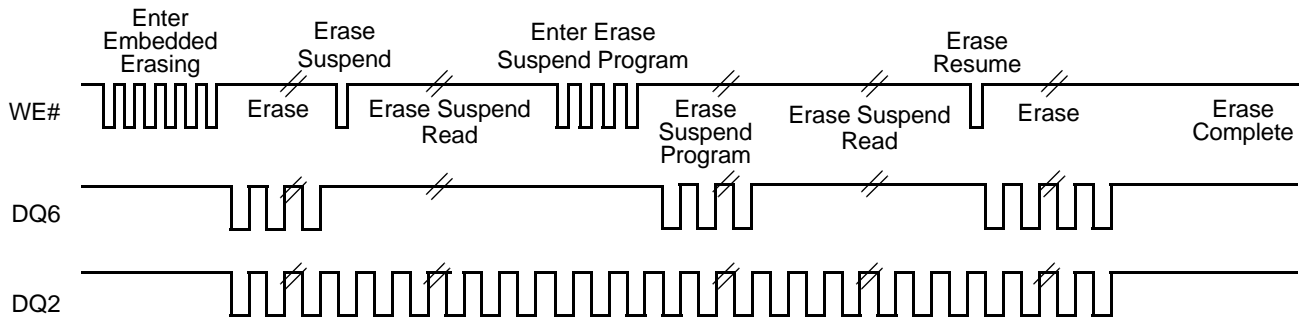 Enter
Embedded
Erasing
Erase
Suspend
Enter Erase
Suspend Program
Erase
Resume
WE#
Erase
Erase Suspend
Read
Erase
Suspend
Program
Erase Suspend
Read
Erase
Erase
Complete
DQ6
DQ2